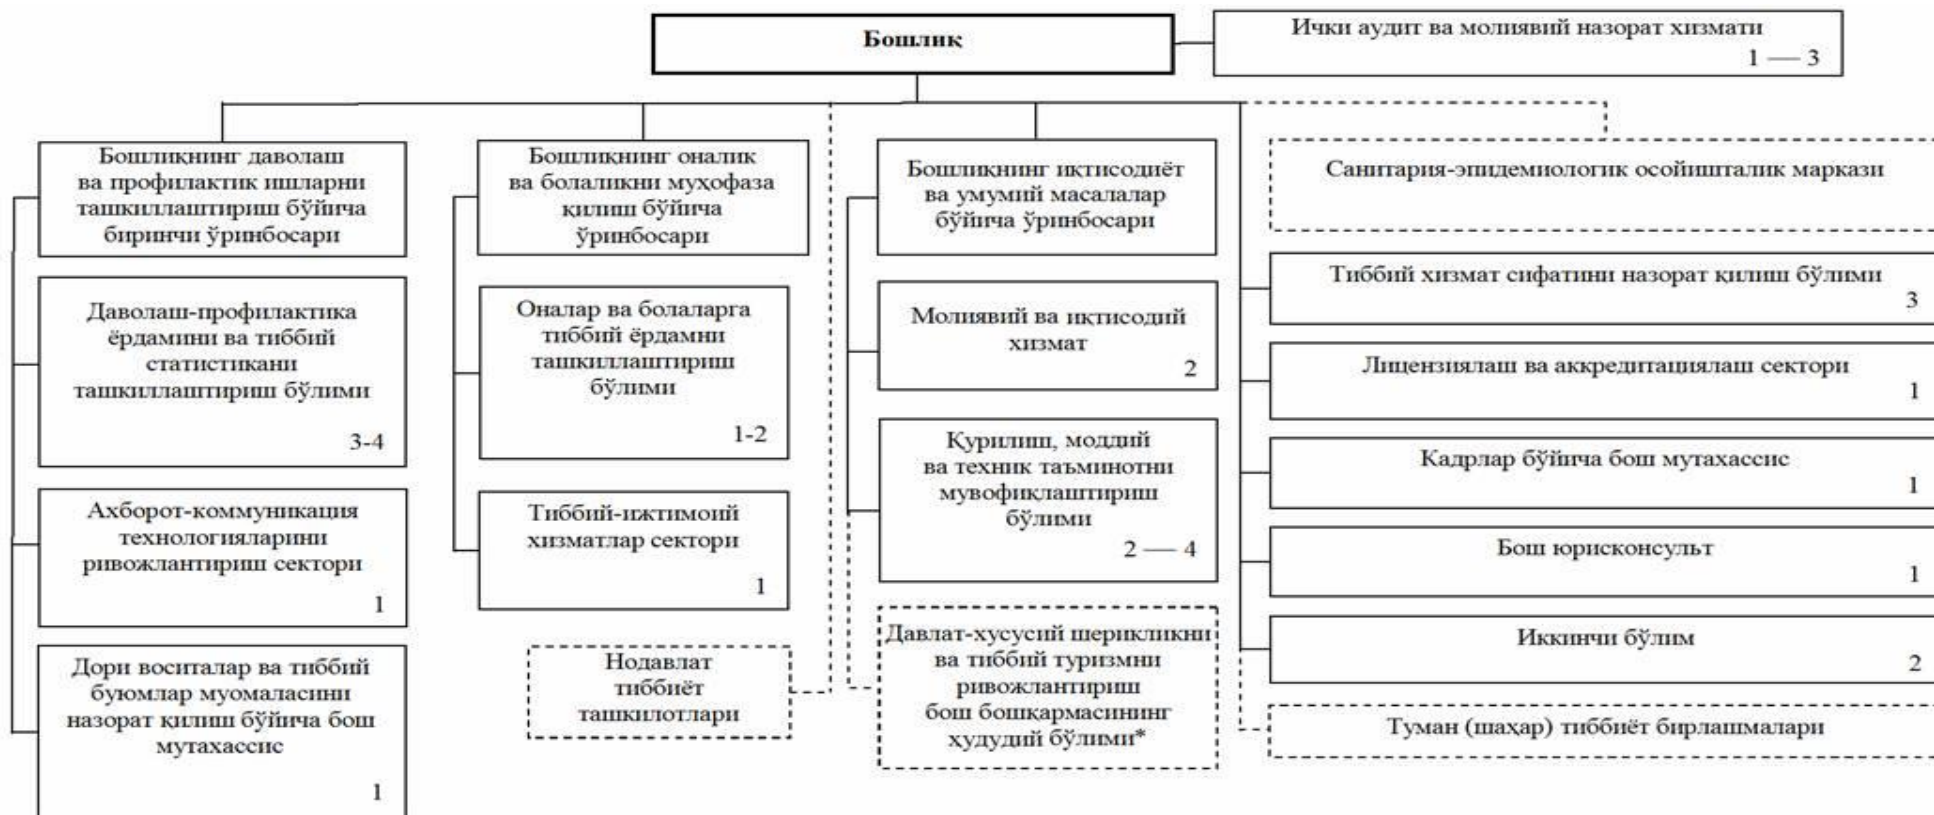 Бошлиқ
Ички аудит ва молиявий назорат хизмати
1 — 3
Бошлиқнинг даволаш
ва профилактик ишларни
ташкиллаштириш бўйича
биринчи ўринбосари
Даволаш-профилактика
ёрдамини ва тиббий
статистикани
ташкиллаштириш бўлими
3-4
Ахборот-коммуникация
технологияларини
ривожлантириш сектори
1
Дори воситалар ва тиббий
буюмлар муомаласини
назорат қилиш бўйича бош
мутахассис
1
Бошлиқнинг оналик
ва болаликни муҳофаза
қилиш бўйича
ўринбосари
Оналар ва болаларга
тиббий ёрдамни
ташкиллаштириш
бўлими
1-2
Тиббий-ижтимоий
хизматлар сектори
1
Нодавлат
тиббиёт
ташкилотлари
Бошлиқнинг иқтисодиёт
ва умумий масалалар
бўйича ўринбосари
Молиявий ва иқтисодий
хизмат
2
Қурилиш, моддий
ва техник таъминотни
мувофиқлаштириш
бўлими
2 — 4
Давлат-хусусий шерикликни
ва тиббий туризмни
ривожлантириш
бош бошқармасининг
ҳудудий бўлими*
Санитария-эпидемиологик осойишталик маркази
Тиббий хизмат сифатини назорат қилиш бўлими
3
Лицензиялаш ва аккредитациялаш сектори
1
Кадрлар бўйича бош мутахассис
1
Бош юрисконсульт
1
Иккинчи бўлим
2
Туман (шаҳар) тиббиёт бирлашмалари